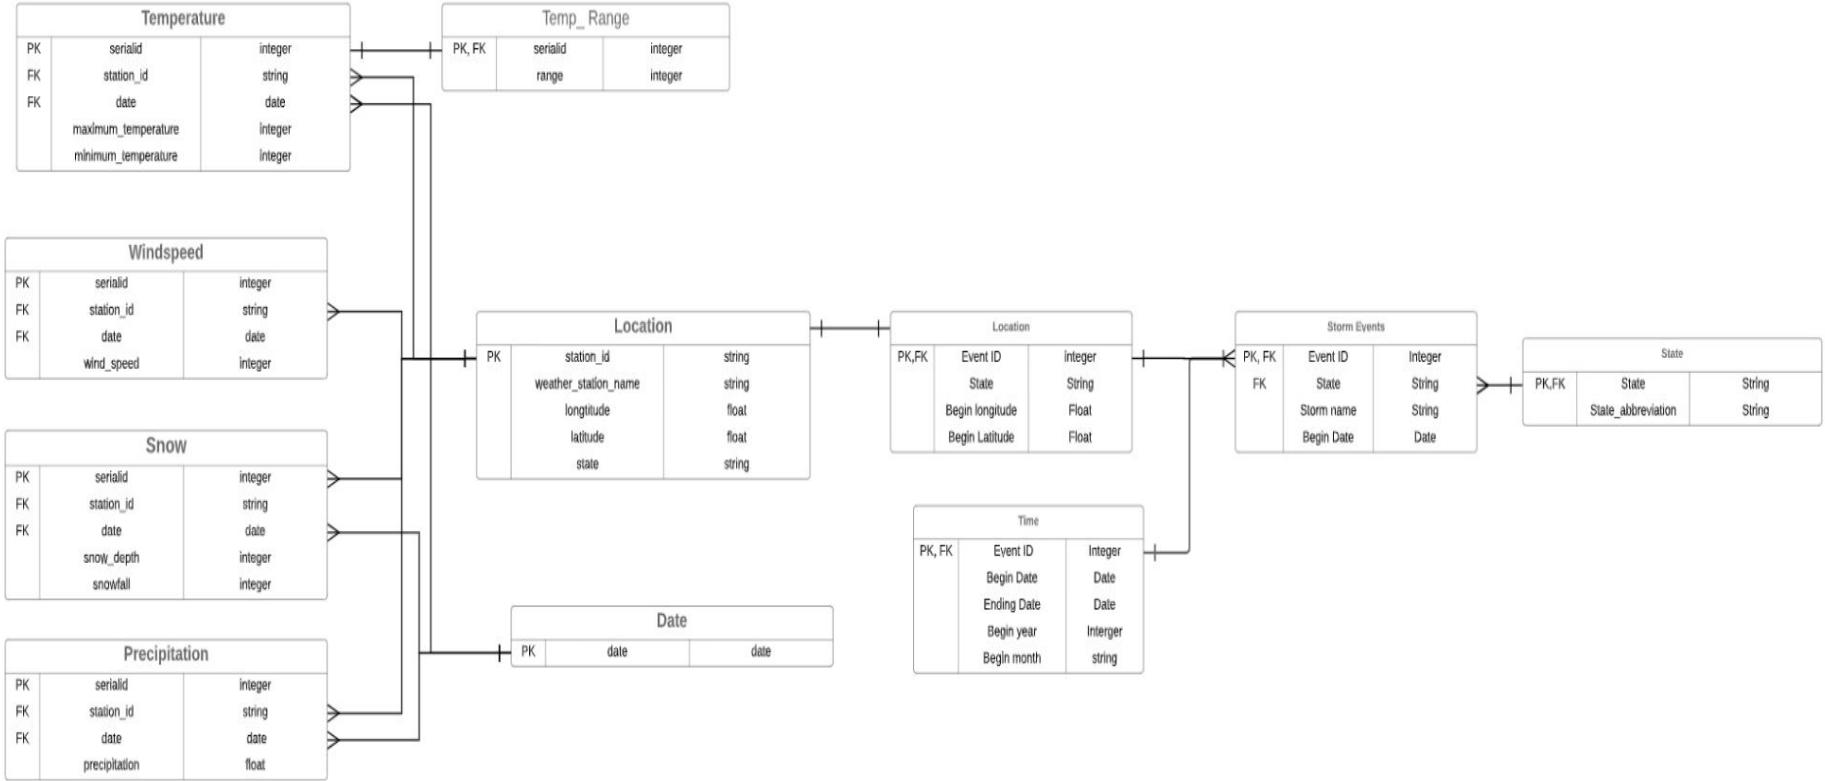 Temperature
PK serialid integer
FK station_id string
FK date date
maximum_temperature integer
minimum_temperature integer
Temp_ Range
PK, FK serialid integer
range integer
Windspeed
PK serialid integer
FK station_id string
FK date date
wind_speed integer
Snow
PK serialid integer
FK station_id string
FK date date
snow_depth integer
snowfall integer
Precipitation
PK serialid integer
FK station_id string
FK date date
precipitation float
Location
PK station_id string
weather_station_name string
longtitude float
latitude float
state string
Date
PK date date
Location
PK,FK Event ID integer
State String
Begin longitude Float
Begin Latitude Float
Time
PK, FK Event ID Integer
Begin Date Date
Ending Date Date
Begin year Interger
Begin month string
Storm Events
PK, FK Event ID Integer
FK State String
Storm name String
Begin Date Date
State
PK,FK State String
State_abbreviation String